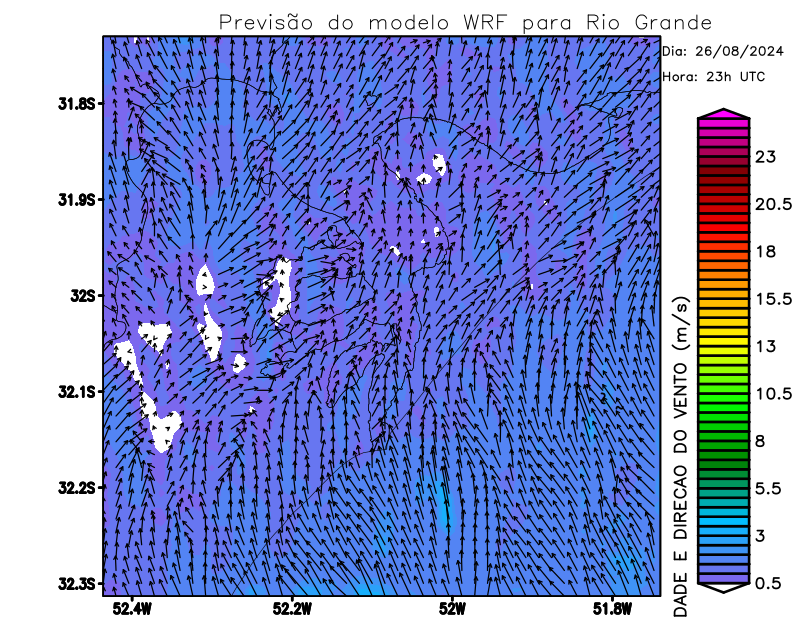 Previsão do modelo WRF para Rio Grande
Dia: 26/08/2024
Hora: 23h UTC
31.8S
31.9S
32S
32.1S
32.2S
32.3S
52.4W
52.2W
52W
51.8W
DADE E DIRECAO DO VENTO (m/s)
23
20.5
18
15.5
13
10.5
8
5.5
3
0.5